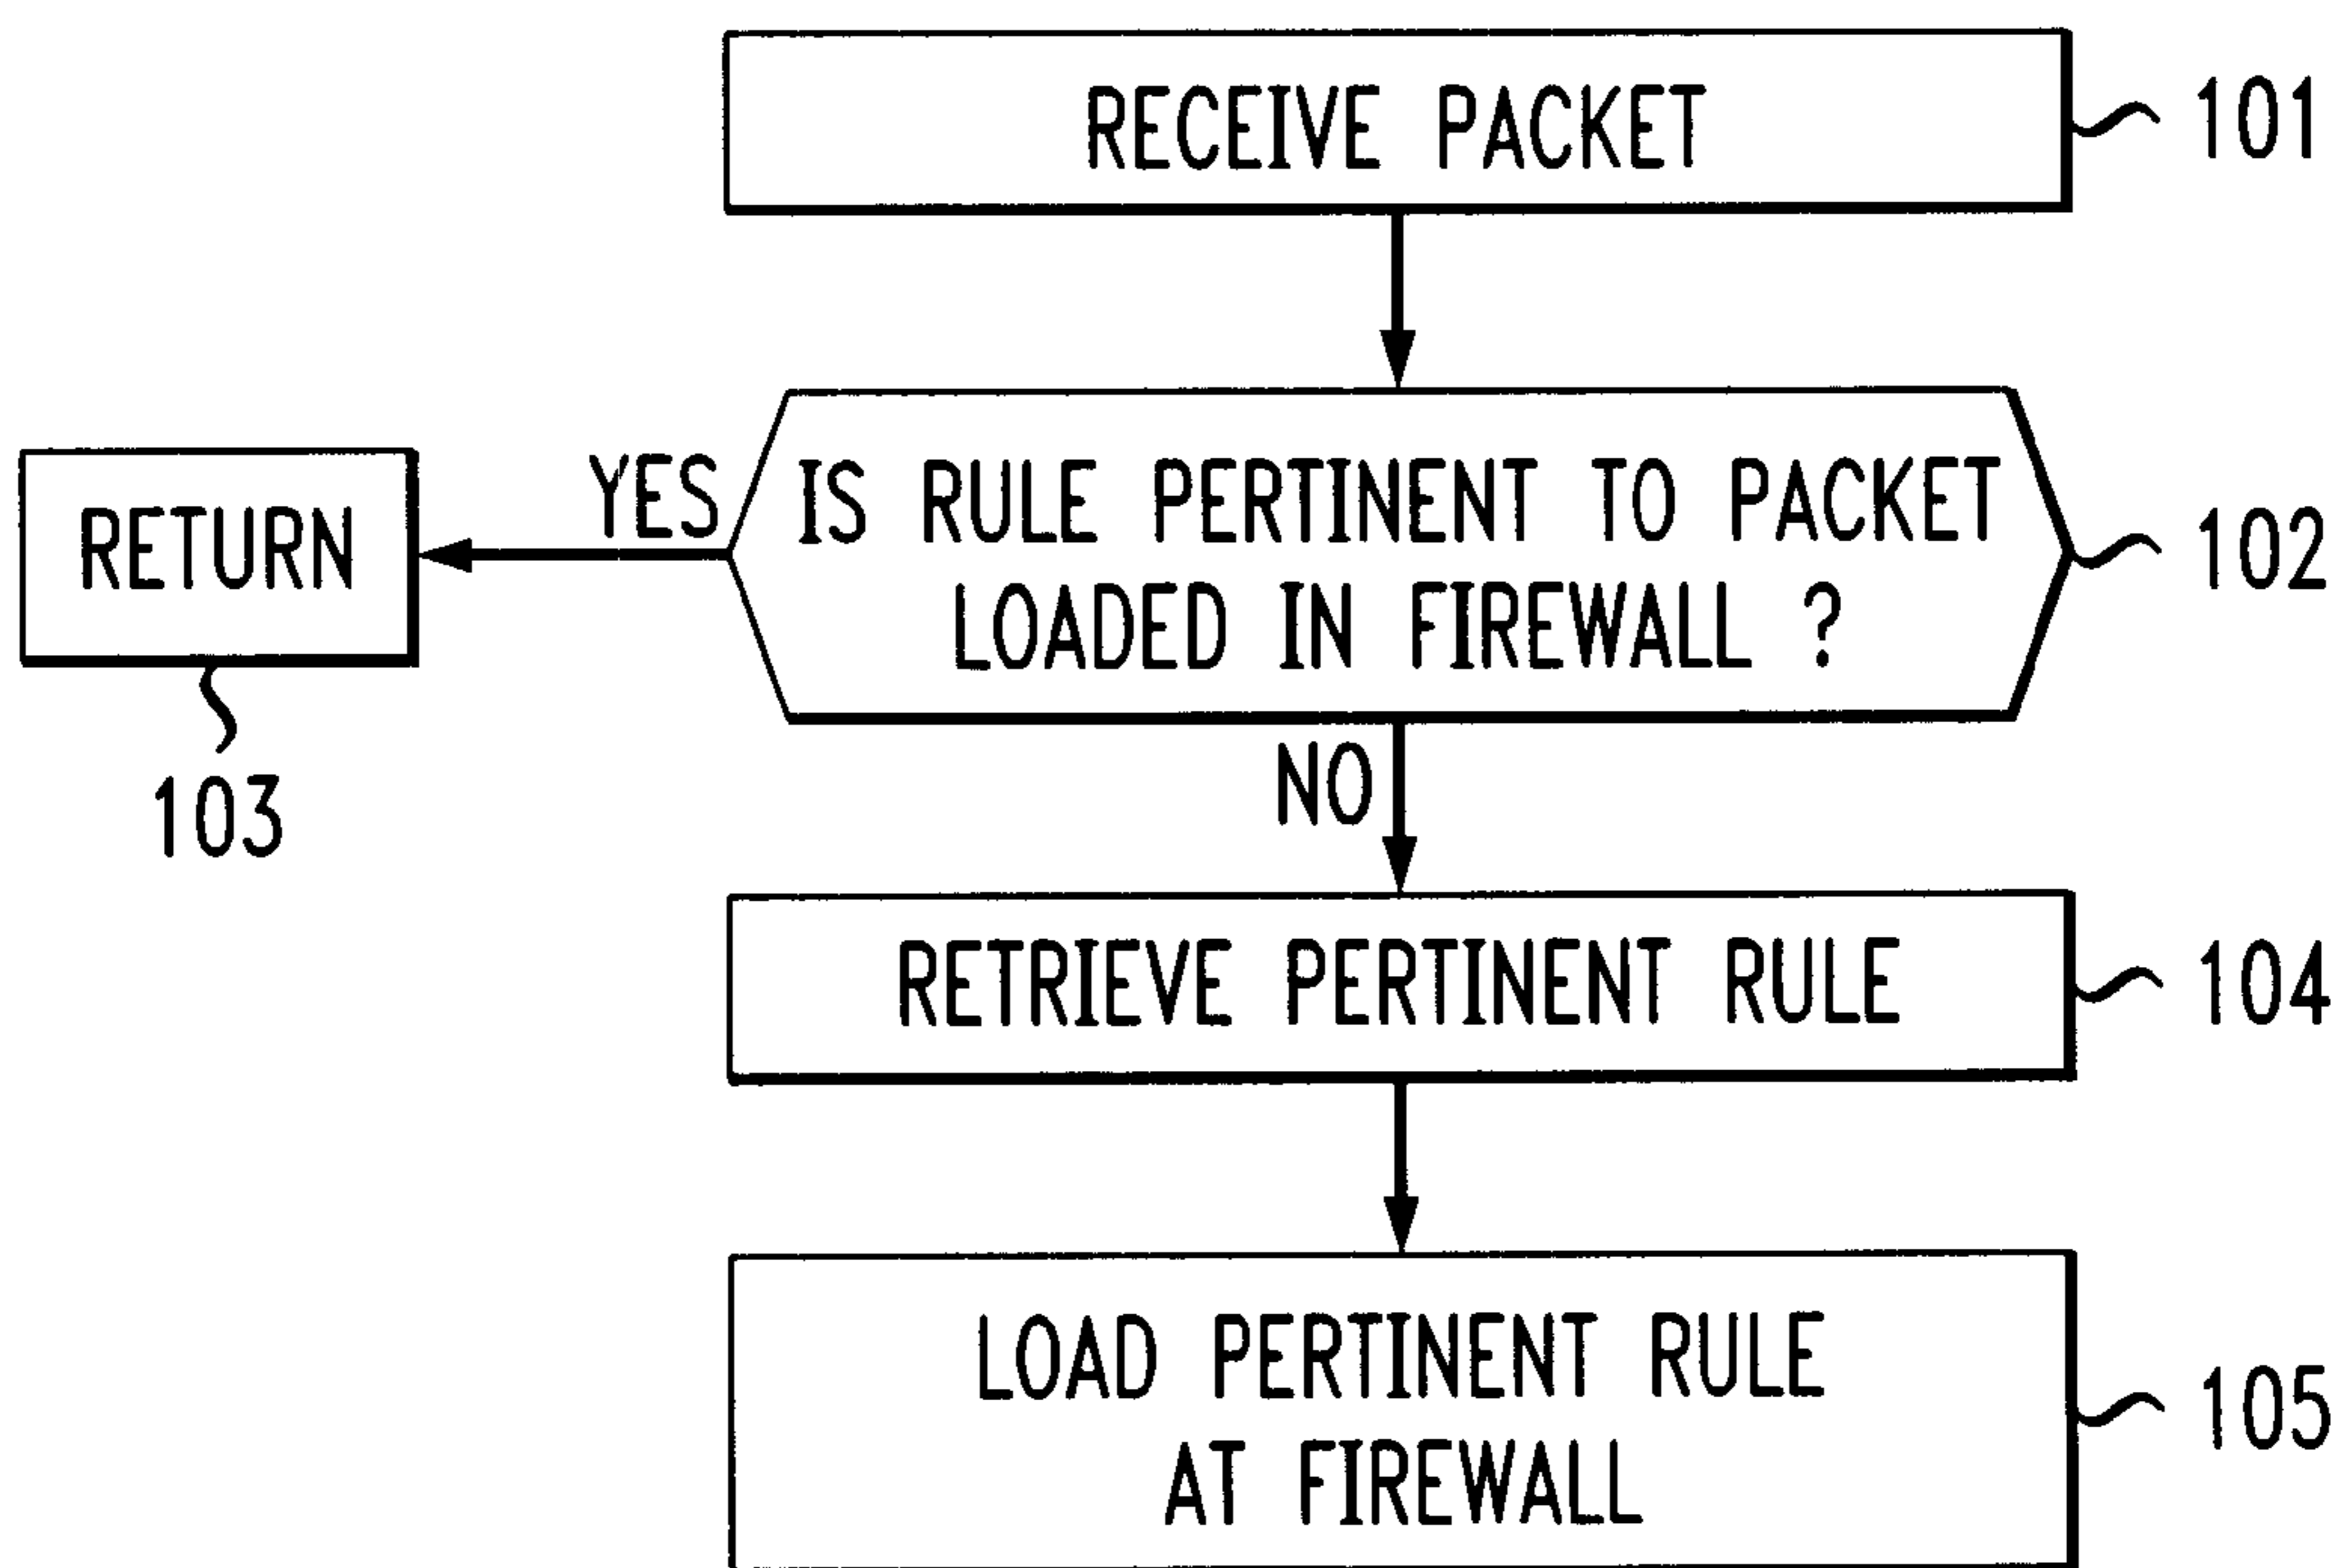 RECEIVE PACKET
101
YES
IS RULE PERTINENT TO PACKET
LOADED IN FIREWALL ?
102
RETURN
103
NO
RETRIEVE PERTINENT RULE
104
LOAD PERTINENT RULE
AT FIREWALL
105